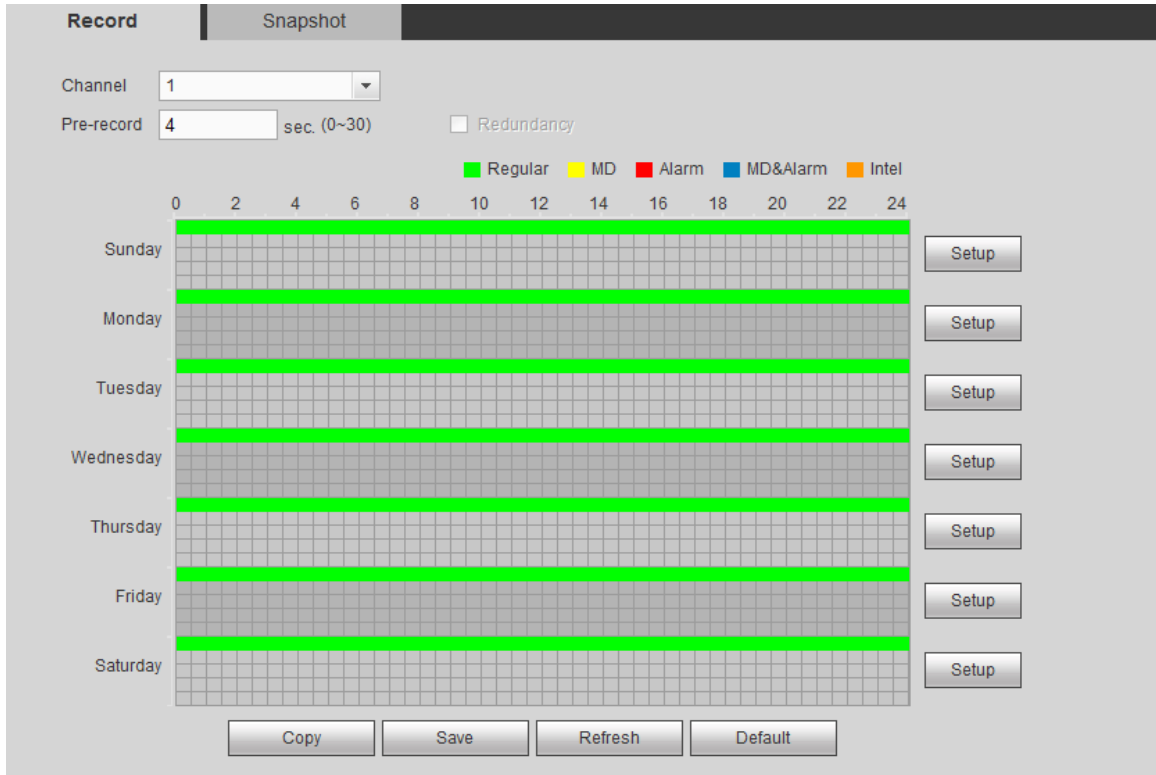 Record Snapshot
Channel 1
Pre-record 4 sec. (0~30) Redundancy
Regular MD Alarm MD&Alarm Intel
0 2 4 6 8 10 12 14 16 18 20 22 24
Sunday Setup
Monday Setup
Tuesday Setup
Wednesday Setup
Thursday Setup
Friday Setup
Saturday Setup
Copy Save Refresh Default